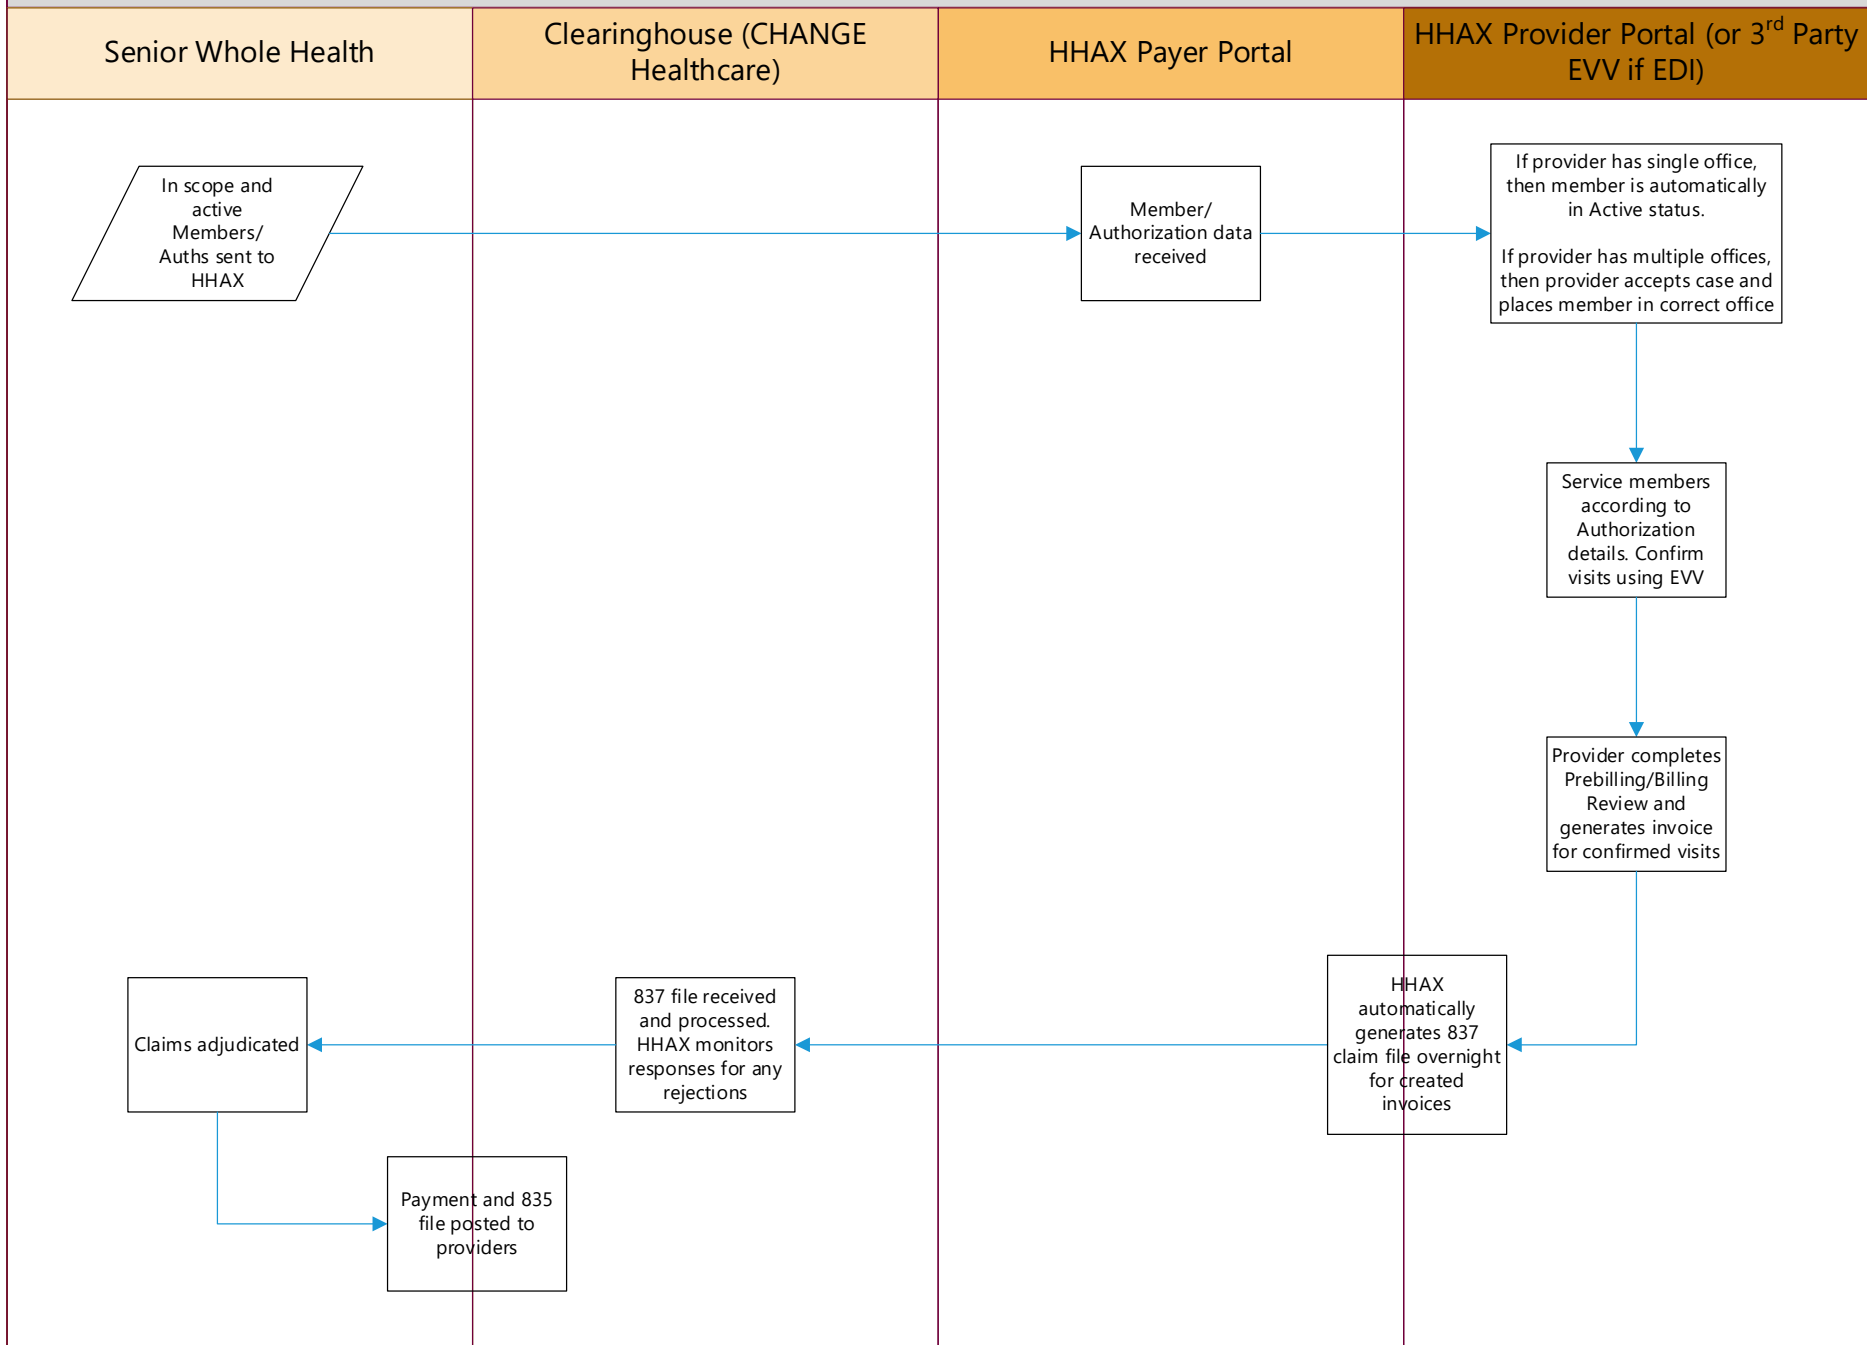 Senior Whole Health
Clearinghouse (CHANGE
Healthcare)
HHAX Payer Portal
HHAX Provider Portal (or 3rd Party
EVV if EDI)
In scope and
active
Members/
Auths sent to
HHAX
Member/
Authorization data
received
If provider has single office,
then member is automatically
in Active status.
If provider has multiple offices,
then provider accepts case and
places member in correct office
Service members
according to
Authorization
details. Confirm
visits using EVV
Provider completes
Prebilling/Billing
Review and
generates invoice
for confirmed visits
HHAX
automatically
generates 837
claim file overnight
for created
invoices
837 file received
and processed.
HHAX monitors
responses for any
rejections
Claims adjudicated
Payment and 835
file posted to
providers